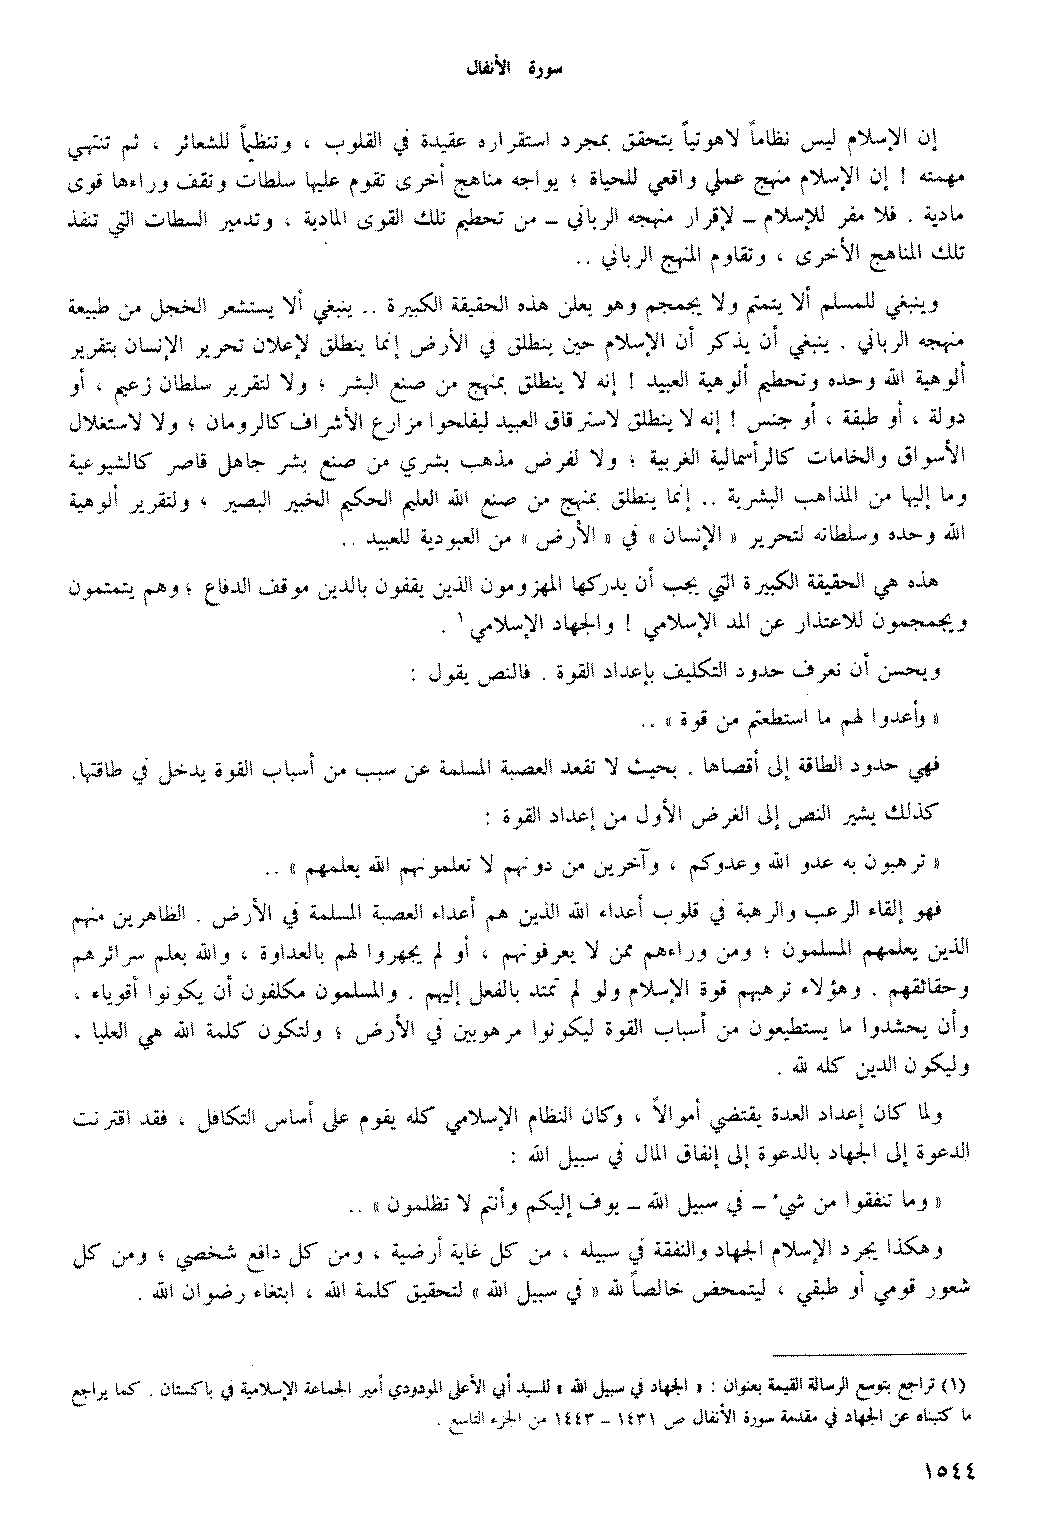 سورة الأنفال
إن الإسلام ليس نظاماً لاهوتياً يتحقق بمجرد استقراره عقيدة في القلوب ، وتنظيماً للشعائر ، ثم تنتهي
مهمته ! إن الإسلام منهج عملي واقعي للحياة ؛ يواجه مناهج أخرى تقوم عليها سلطات وتقف وراءها قوى
مادية . فلا مفر للإسلام – لإقرار منهجه الرباني – من تحطيم تلك القوى المادية ، وتدمير السطات التي تنفذ
تلك المناهج الأخرى ، وتقاوم المنهج الرباني ..
وينبغي للمسلم ألا يتمتم ولا يجمجم وهو يعلن هذه الحقيقة الكبيرة .. ينبغي ألا يستشعر الخجل من طبيعة
منهجه الرباني . ينبغي أن يذكر أن الإسلام حين ينطلق في الأرض إنما ينطلق لإعلان تحرير الإنسان بتقرير
ألوهية الله وحده وتحطيم ألوهية العبيد ! إنه لا ينطلق بمنهج من صنع البشر ؛ ولا لتقرير سلطان زعيم ، أو
دولة ، أو طبقة ، أو جنس ! إنه لا ينطلق لاسترقاق العبيد ليفلحوا مزارع الأشراف كالرومان ؛ ولا لاستغلال
الأسواق والخامات كالرأسمالية الغربية ؛ ولا لفرض مذهب بشري من صنع بشر جاهل قاصر كالشيوعية
وما إليها من المذاهب البشرية .. إنما ينطلق بمنهج من صنع الله العليم الحكيم الخبير البصير ؛ ولتقرير ألوهية
الله وحده وسلطانه لتحرير « الإنسان » في « الأرض » من العبودية للعبيد ..
هذه هي الحقيقة الكبيرة التي يجب أن يدركها المهزومون الذين يقفون بالدين موقف الدفاع ؛ وهم يتمتمون
ويجمجمون للاعتذار عن المد الإسلامي ! والجهاد الإسلامي ١ .
ويحسن أن نعرف حدود التكليف بإعداد القوة . فالنص يقول :
« وأعدوا لهم ما استطعتم من قوة » ..
فهي حدود الطاقة إلى أقصاها . بحيث لا تقعد العصبة المسلمة عن سبب من أسباب القوة يدخل في طاقتها.
كذلك يشير النص إلى الغرض الأول من إعداد القوة :
« ترهبون به عدو الله وعدوكم ، وآخرين من دونهم لا تعلمونهم الله يعلمهم » ..
فهو إلقاء الرعب والرهبة في قلوب أعداء الله الذين هم أعداء العصبة المسلمة في الأرض . الظاهرين منهم
الذين يعلمهم المسلمون ؛ ومن وراءهم ممن لا يعرفونهم ، أو لم يجهروا لهم بالعداوة ، والله يعلم سرائرهم
وحقائقهم . وهؤلاء ترهبهم قوة الإسلام ولو لم تمتد بالفعل إليهم . والمسلمون مكلفون أن يكونوا أقوياء ،
وأن يحشدوا ما يستطيعون من أسباب القوة ليكونوا مرهوبين في الأرض ؛ ولتكون كلمة الله هي العليا .
وليكون الدين كله لله .
ولما كان إعداد العدة يقتضي أموالاً ، وكان النظام الإسلامي كله يقوم على أساس التكافل ، فقد اقترنت
الدعوة إلى الجهاد بالدعوة إلى إنفاق المال في سبيل الله :
« وما تنفقوا من شيء – في سبيل الله – يوف إليكم وأنتم لا تظلمون » ..
وهكذا يجرد الإسلام الجهاد والنفقة في سبيله ، من كل غاية أرضية ، ومن كل دافع شخصي ؛ ومن كل
شعور قومي أو طبقي ، ليتمحض خالصاً لله « في سبيل الله » لتحقيق كلمة الله ، ابتغاء رضوان الله .
(١) تراجع بتوسع الرسالة القيمة بعنوان : « الجهاد في سبيل الله » للسيد أبي الأعلى المودودي أمير الجماعة الإسلامية في باكستان . كما يراجع
ما كتبناه عن الجهاد في مقدمة سورة الأنفال ص ١٤٣١ – ١٤٤٣ من الجزء التاسع .
١٥٤٤